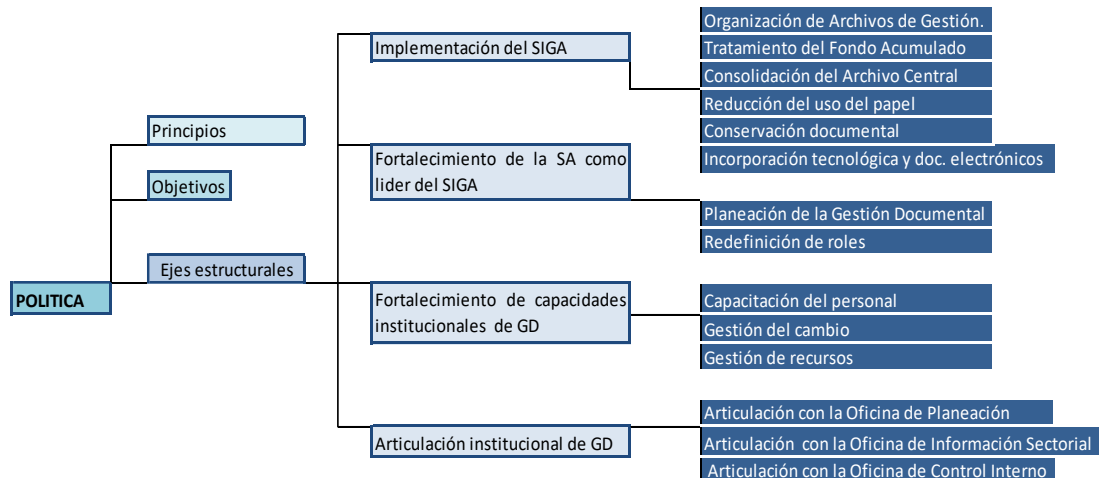 POLITICA
Principios
Objetivos
Ejes estructurales
Implementación del SIGA
Organización de Archivos de Gestión.
Tratamiento del Fondo Acumulado
Consolidación del Archivo Central
Reducción del uso del papel
Conservación documental
Incorporación tecnológica y doc. electrónicos
Fortalecimiento de la SA como
lider del SIGA
Planeación de la Gestión Documental
Redefinición de roles
Fortalecimiento de capacidades
institucionales de GD
Capacitación del personal
Gestión del cambio
Gestión de recursos
Articulación institucional de GD
Articulación con la Oficina de Planeación
Articulación con la Oficina de Información Sectorial
Articulación con la Oficina de Control Interno